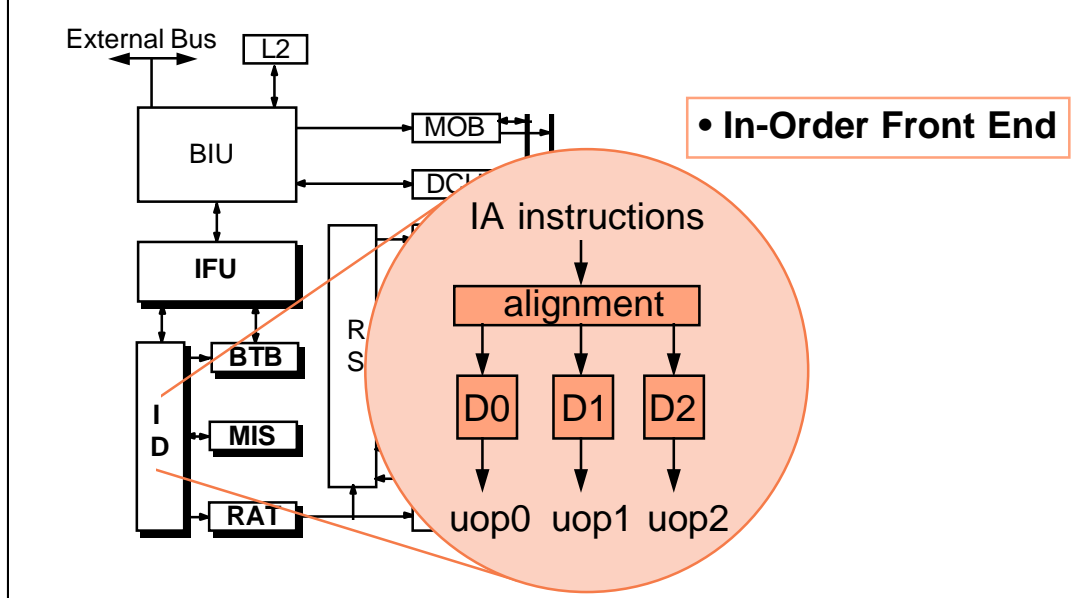 External Bus
L2
• In-Order Front End
MOB
BIU
IA instructions
IFU
alignment
R
S
BTB
I
D
D0 D1 D2
MIS
RAT
uop0 uop1 uop2